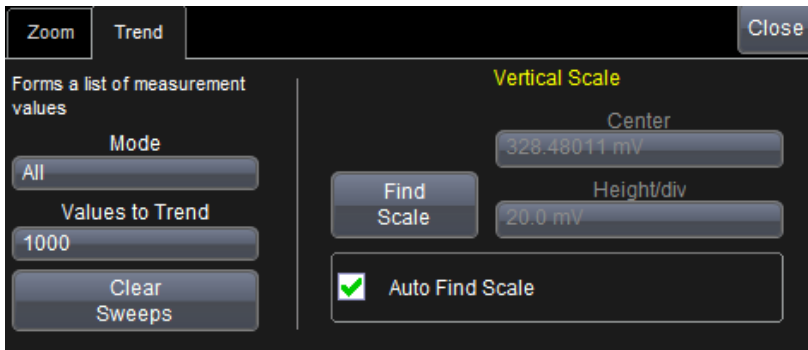 Zoom
Trend
Close
Forms a list of measurement
values
Mode
All
Values to Trend
1000
Clear
Sweeps
Vertical Scale
Center
328.48011 mV
Find
Scale
Height/div
20.0 mV
Auto Find Scale